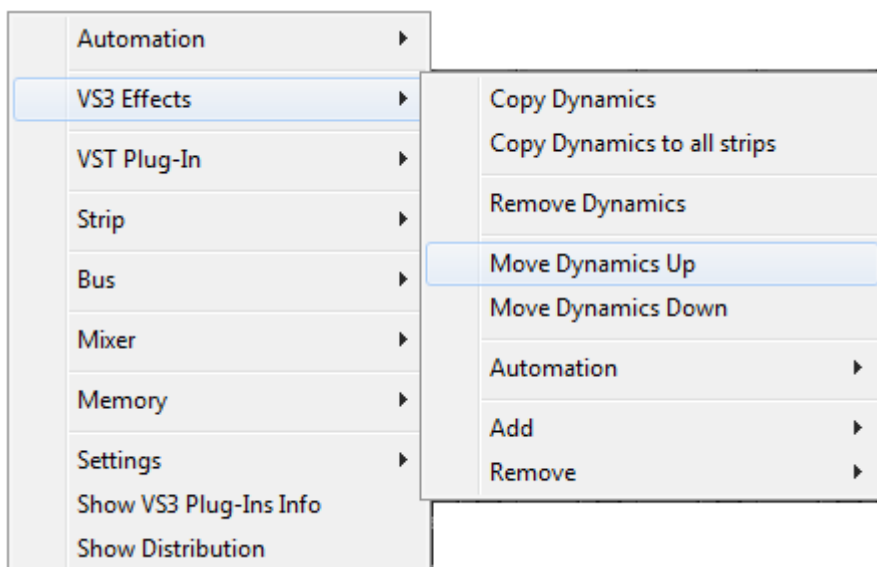 Automation
VS3 Effects
VST Plug-In
Strip
Bus
Mixer
Memory
Settings
Show VS3 Plug-Ins Info
Show Distribution
Copy Dynamics
Copy Dynamics to all strips
Remove Dynamics
Move Dynamics Up
Move Dynamics Down
Automation
Add
Remove